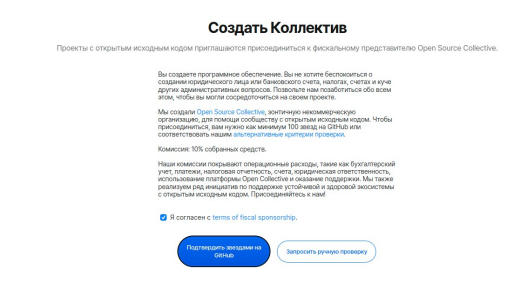 Создать Коллектив
Проекты с открытым исходным кодом приглашаются присоединиться к фискальному представителю Open Source Collective.
Вы создаете программное обеспечение. Вы не хотите беспокоиться о
создании юридического лица или банковского счета, налогах, счетах и куче
других административных вопросов. Позвольте нам позаботиться обо всем
этом, чтобы вы могли сосредоточиться на своем проекте.
Мы создали Open Source Collective, зонтичную некоммерческую
организацию, для помощи сообществу с открытым исходным кодом. Чтобы
присоединиться, вам нужно как минимум 100 звезд на GitHub или
соответствовать нашим альтернативные критерии проверки.
Комиссия: 10% собранных средств.
Наши комиссии покрывают операционные расходы, такие как бухгалтерский
учет, платежи, налоговая отчетность, счета, юридическая ответственность,
использование платформы Open Collective и оказание поддержки. Мы также
реализуем ряд инициатив по поддержке устойчивой и здоровой экосистемы
с открытым исходным кодом. Присоединяйтесь к нам!
Я согласен с terms of fiscal sponsorship.
Подтвердить звездами на
GitHub
Запросить ручную проверку